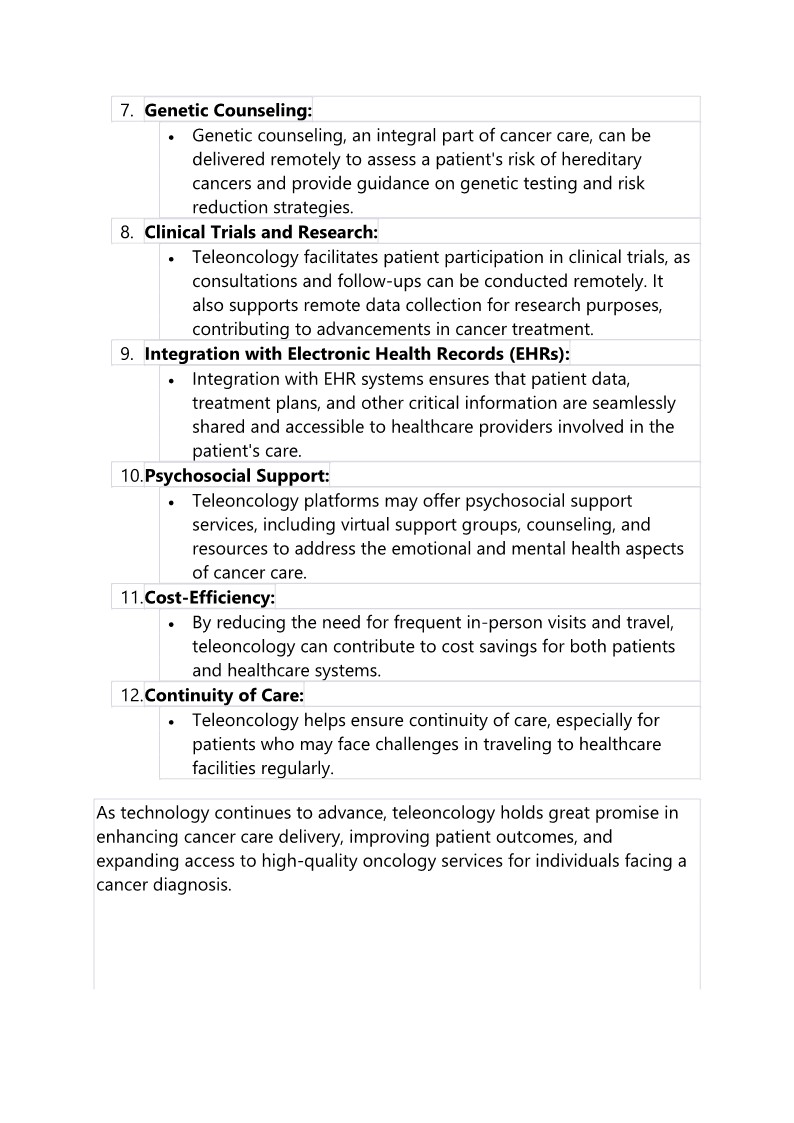 7. Genetic Counseling:
• Genetic counseling, an integral part of cancer care, can be
delivered remotely to assess a patient's risk of hereditary
cancers and provide guidance on genetic testing and risk
reduction strategies.
8. Clinical Trials and Research:
• Teleoncology facilitates patient participation in clinical trials, as
consultations and follow-ups can be conducted remotely. It
also supports remote data collection for research purposes,
contributing to advancements in cancer treatment.
9. Integration with Electronic Health Records (EHRs):
• Integration with EHR systems ensures that patient data,
treatment plans, and other critical information are seamlessly
shared and accessible to healthcare providers involved in the
patient's care.
10.Psychosocial Support:
• Teleoncology platforms may offer psychosocial support
services, including virtual support groups, counseling, and
resources to address the emotional and mental health aspects
of cancer care.
11.Cost-Efficiency:
• By reducing the need for frequent in-person visits and travel,
teleoncology can contribute to cost savings for both patients
and healthcare systems.
12.Continuity of Care:
• Teleoncology helps ensure continuity of care, especially for
patients who may face challenges in traveling to healthcare
facilities regularly.
As technology continues to advance, teleoncology holds great promise in
enhancing cancer care delivery, improving patient outcomes, and
expanding access to high-quality oncology services for individuals facing a
cancer diagnosis.